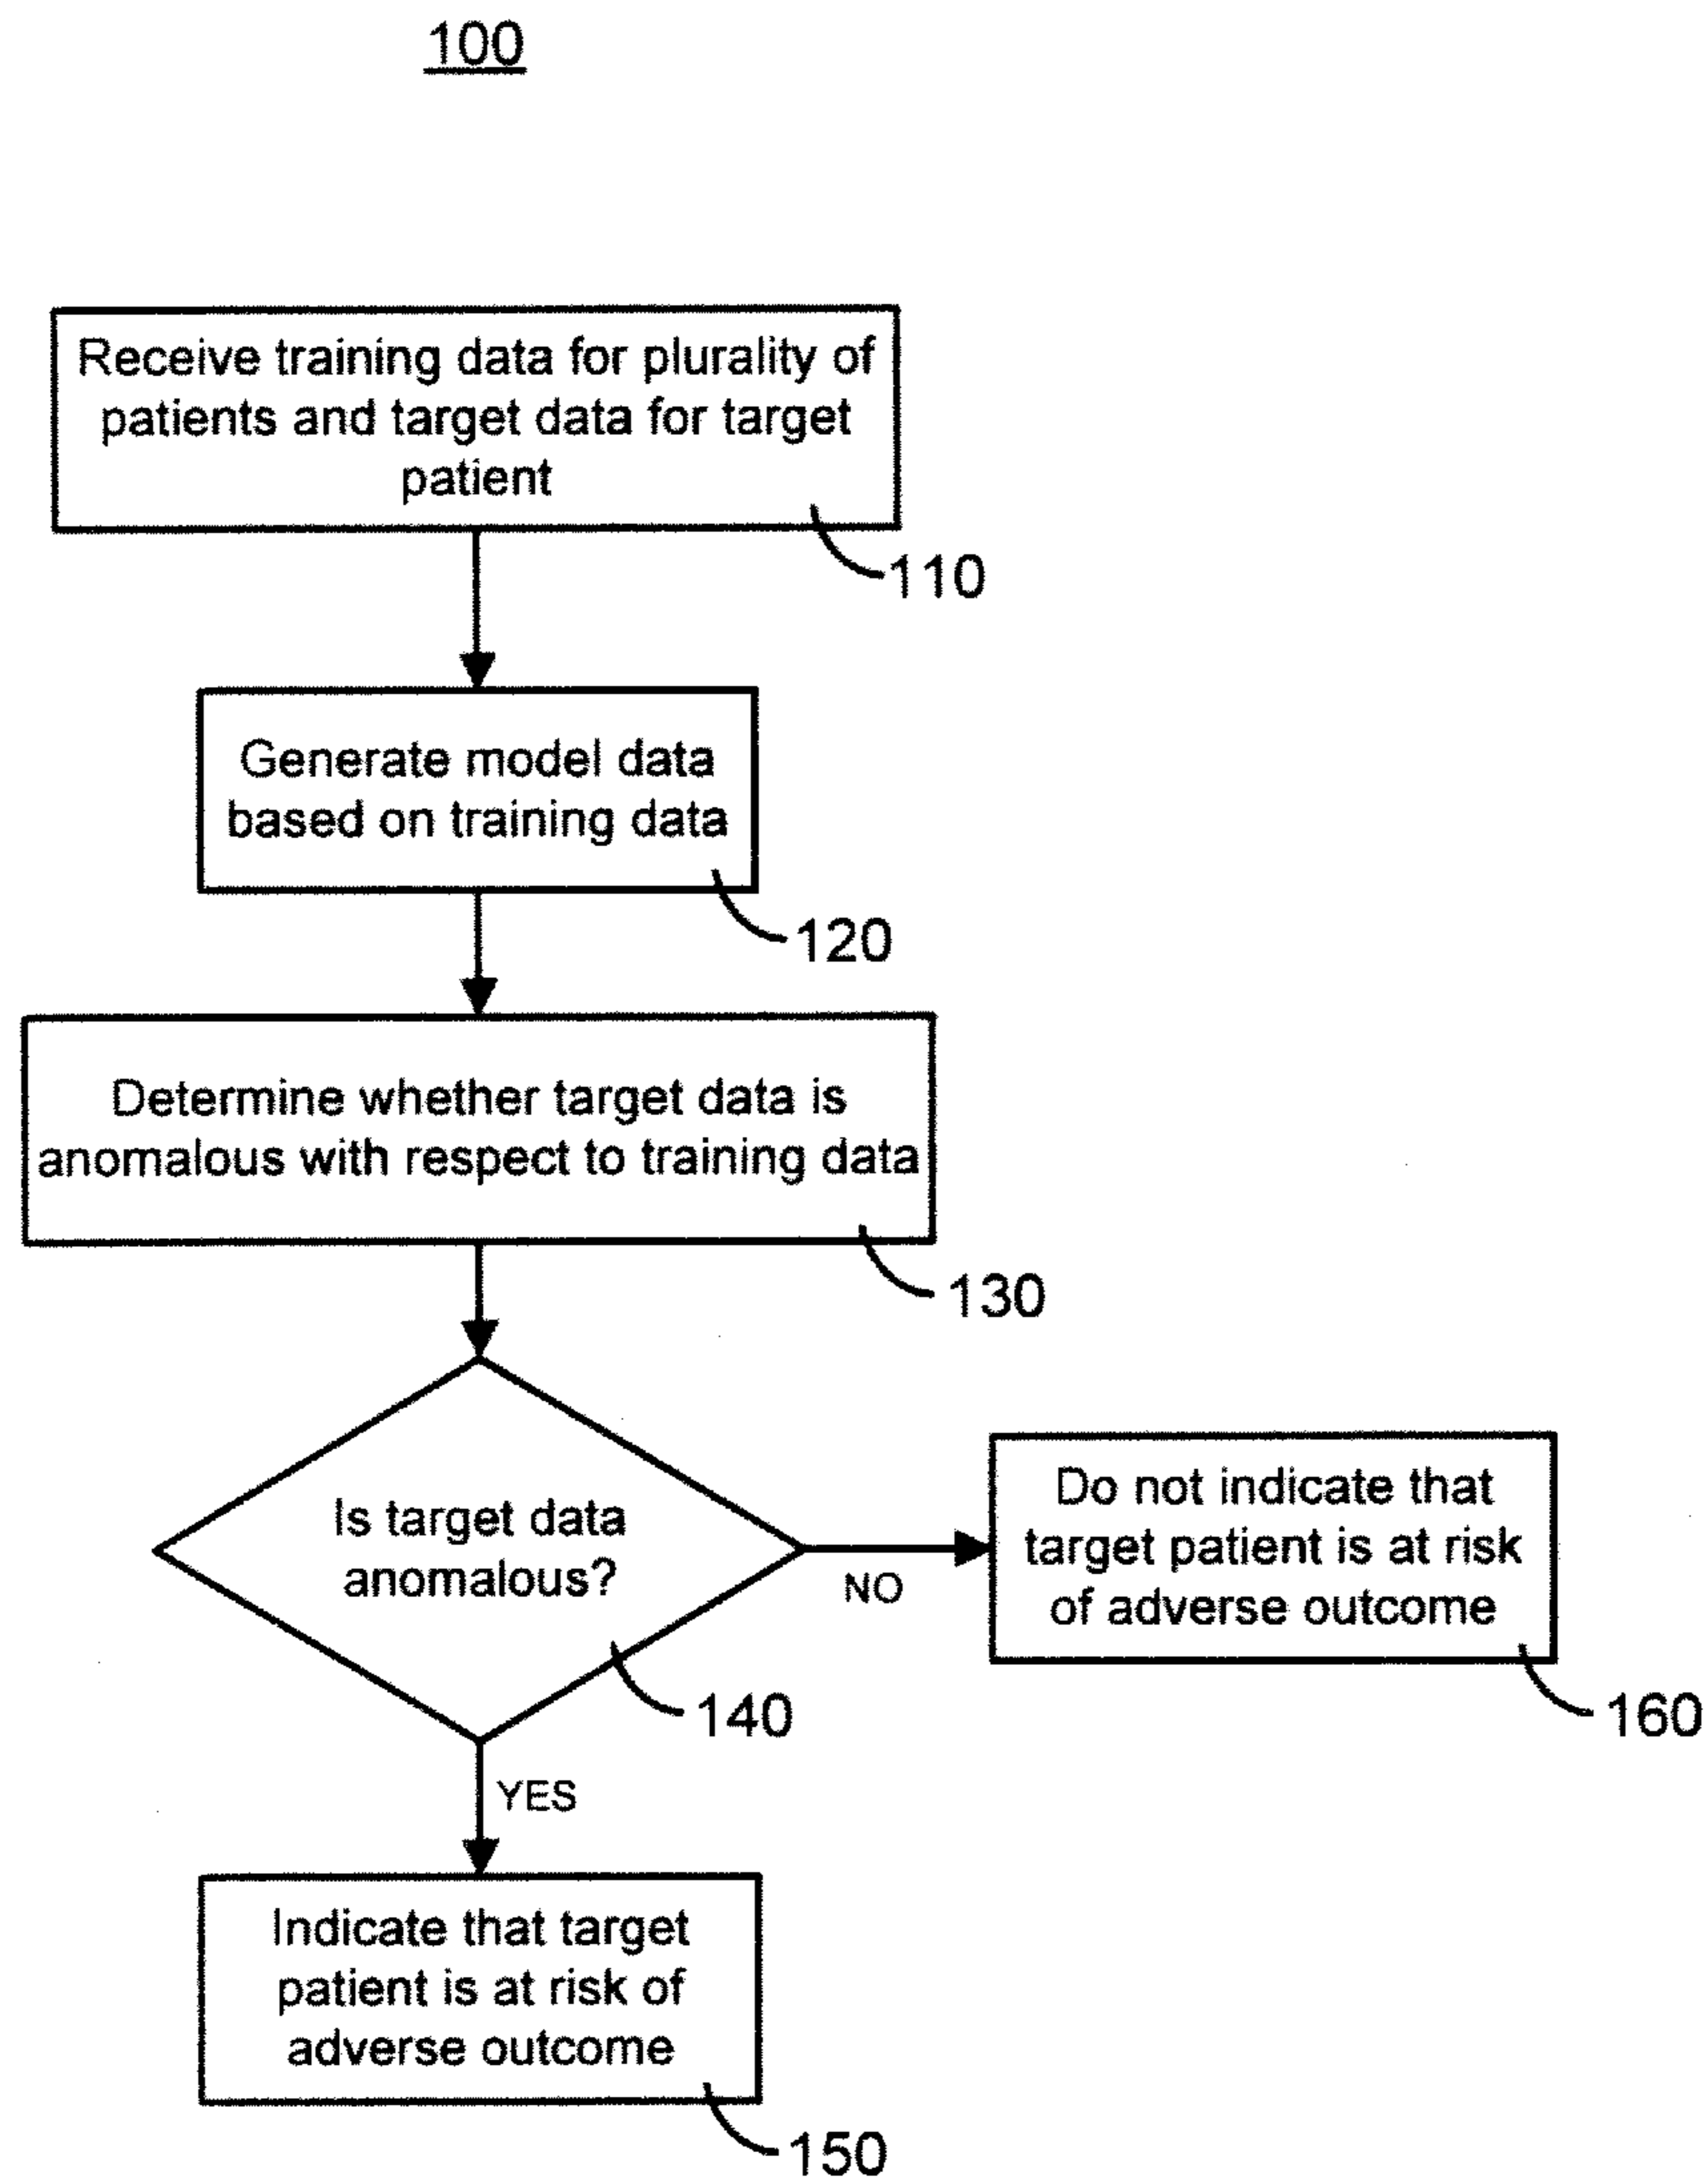 100
Receive training data for plurality of
patients and target data for target
patient
110
Generate model data
based on training data
120
Determine whether target data is
anomalous with respect to training data
130
Is target data
anomalous?
140
NO
Do not indicate that
target patient is at risk
of adverse outcome
160
YES
Indicate that target
patient is at risk of
adverse outcome
150